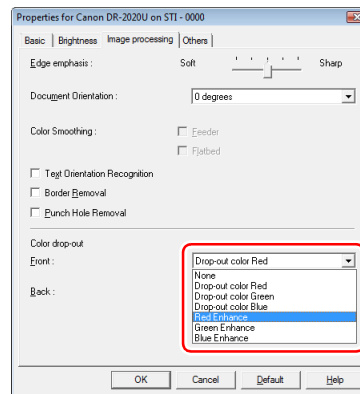 Properties for Canon DR-2020U on STI - 0000
Basic Brightness Image processing Others
Edge emphasis : Soft Sharp
Document Orientation : 0 degrees
Color Smoothing : Feeder
Flatbed
Text Orientation Recognition
Border Removal
Punch Hole Removal
Color drop-out
Front : Drop-out color Red
None
Drop-out color Red
Back : Drop-out color Green
Drop-out color Blue
Red Enhance
Green Enhance
Blue Enhance
OK Cancel Default Help